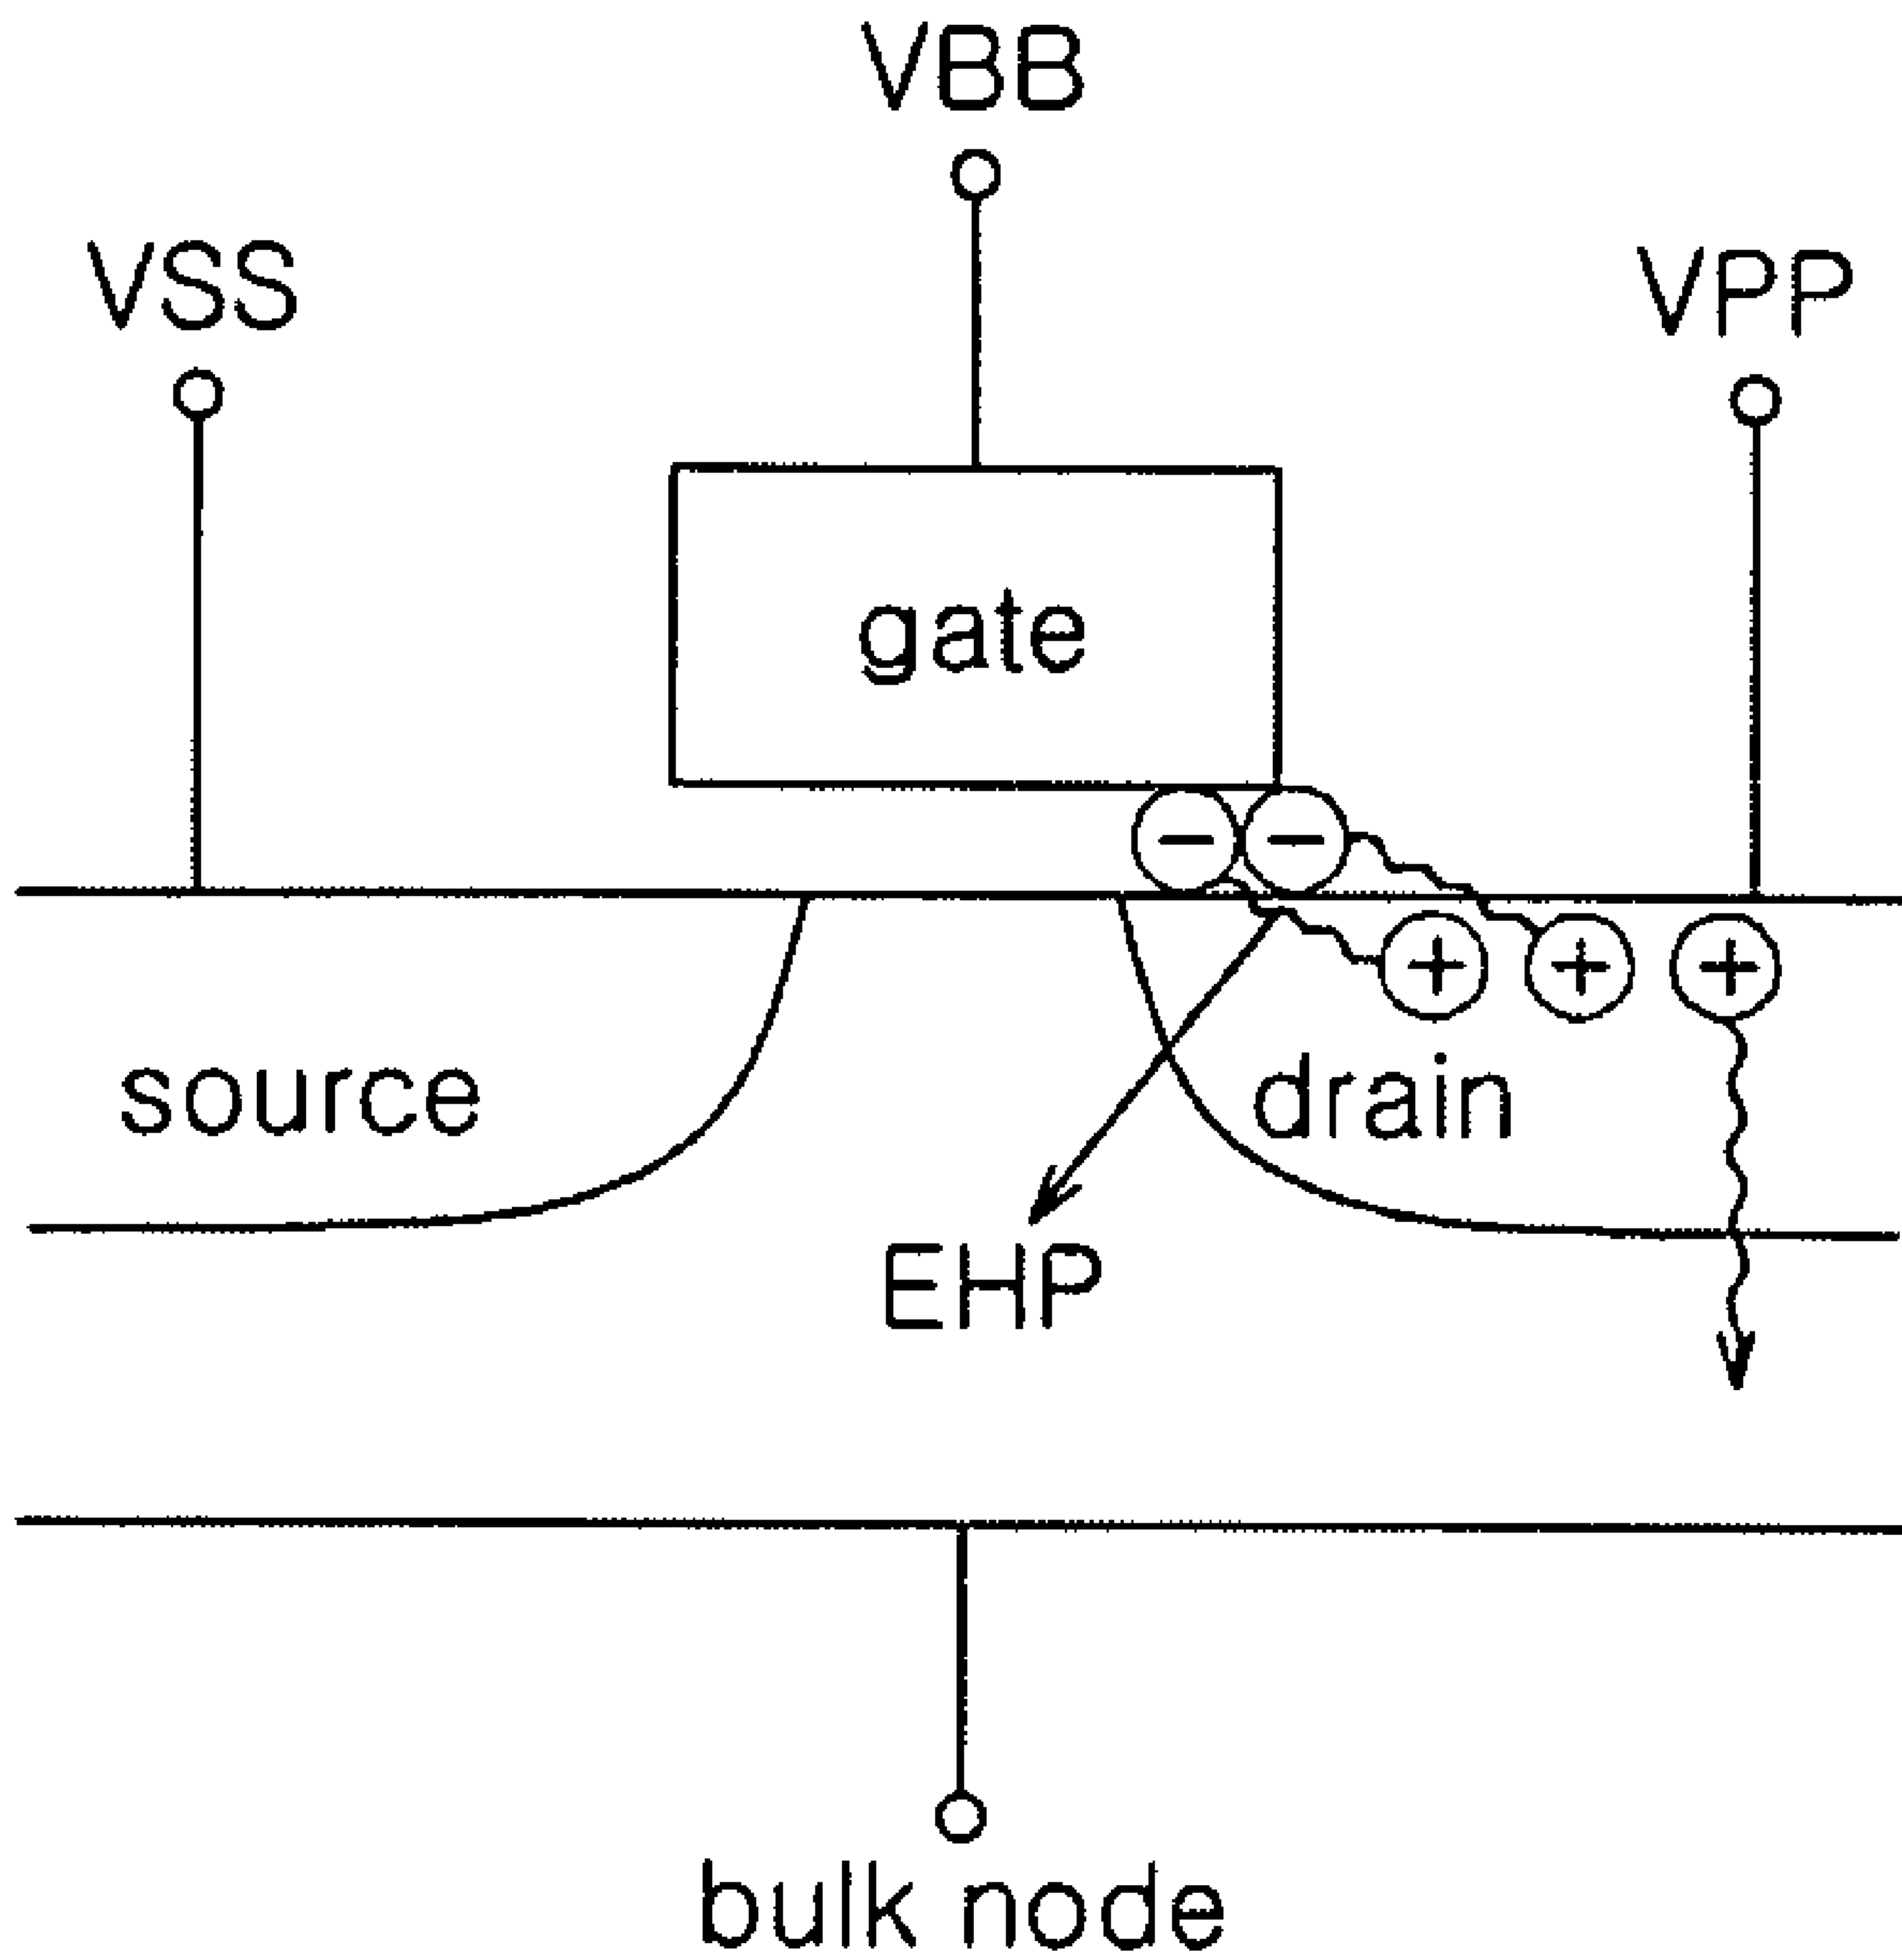 VBB
VSS
VPP
gate
− −
+ + +
source
drain
EHP
bulk node